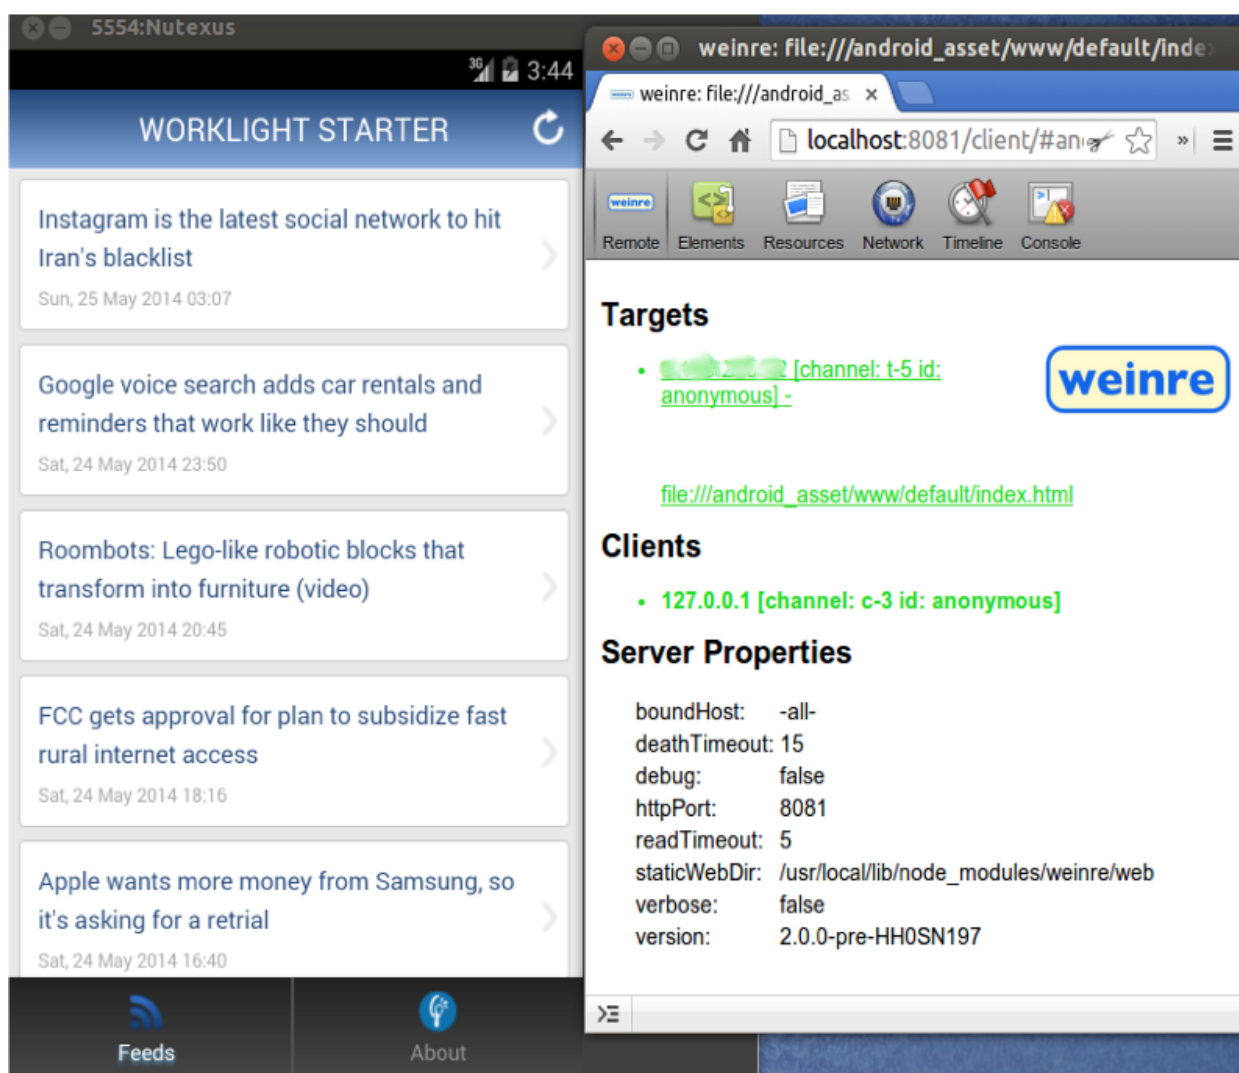 5554:Nutexus
3G
3:44
WORKLIGHT STARTER
Instagram is the latest social network to hit
Iran's blacklist
Sun, 25 May 2014 03:07
Google voice search adds car rentals and
reminders that work like they should
Sat, 24 May 2014 23:50
Roombots: Lego-like robotic blocks that
transform into furniture (video)
Sat, 24 May 2014 20:45
FCC gets approval for plan to subsidize fast
rural internet access
Sat, 24 May 2014 18:16
Apple wants more money from Samsung, so
it's asking for a retrial
Sat, 24 May 2014 16:40
Feeds
About
weinre: file:///android_asset/www/default/inde
weinre: file:///android_as
localhost:8081/client/#an
»
weinre
Remote
Elements
Resources
Network
Timeline
Console
Targets
[channel: t-5 id:
anonymous] -
weinre
file:///android_asset/www/default/index.html
Clients
• 127.0.0.1 [channel: c-3 id: anonymous]
Server Properties
boundHost: -all-
deathTimeout: 15
debug: false
httpPort: 8081
readTimeout: 5
staticWebDir: /usr/local/lib/node_modules/weinre/web
verbose: false
version: 2.0.0-pre-HH0SN197